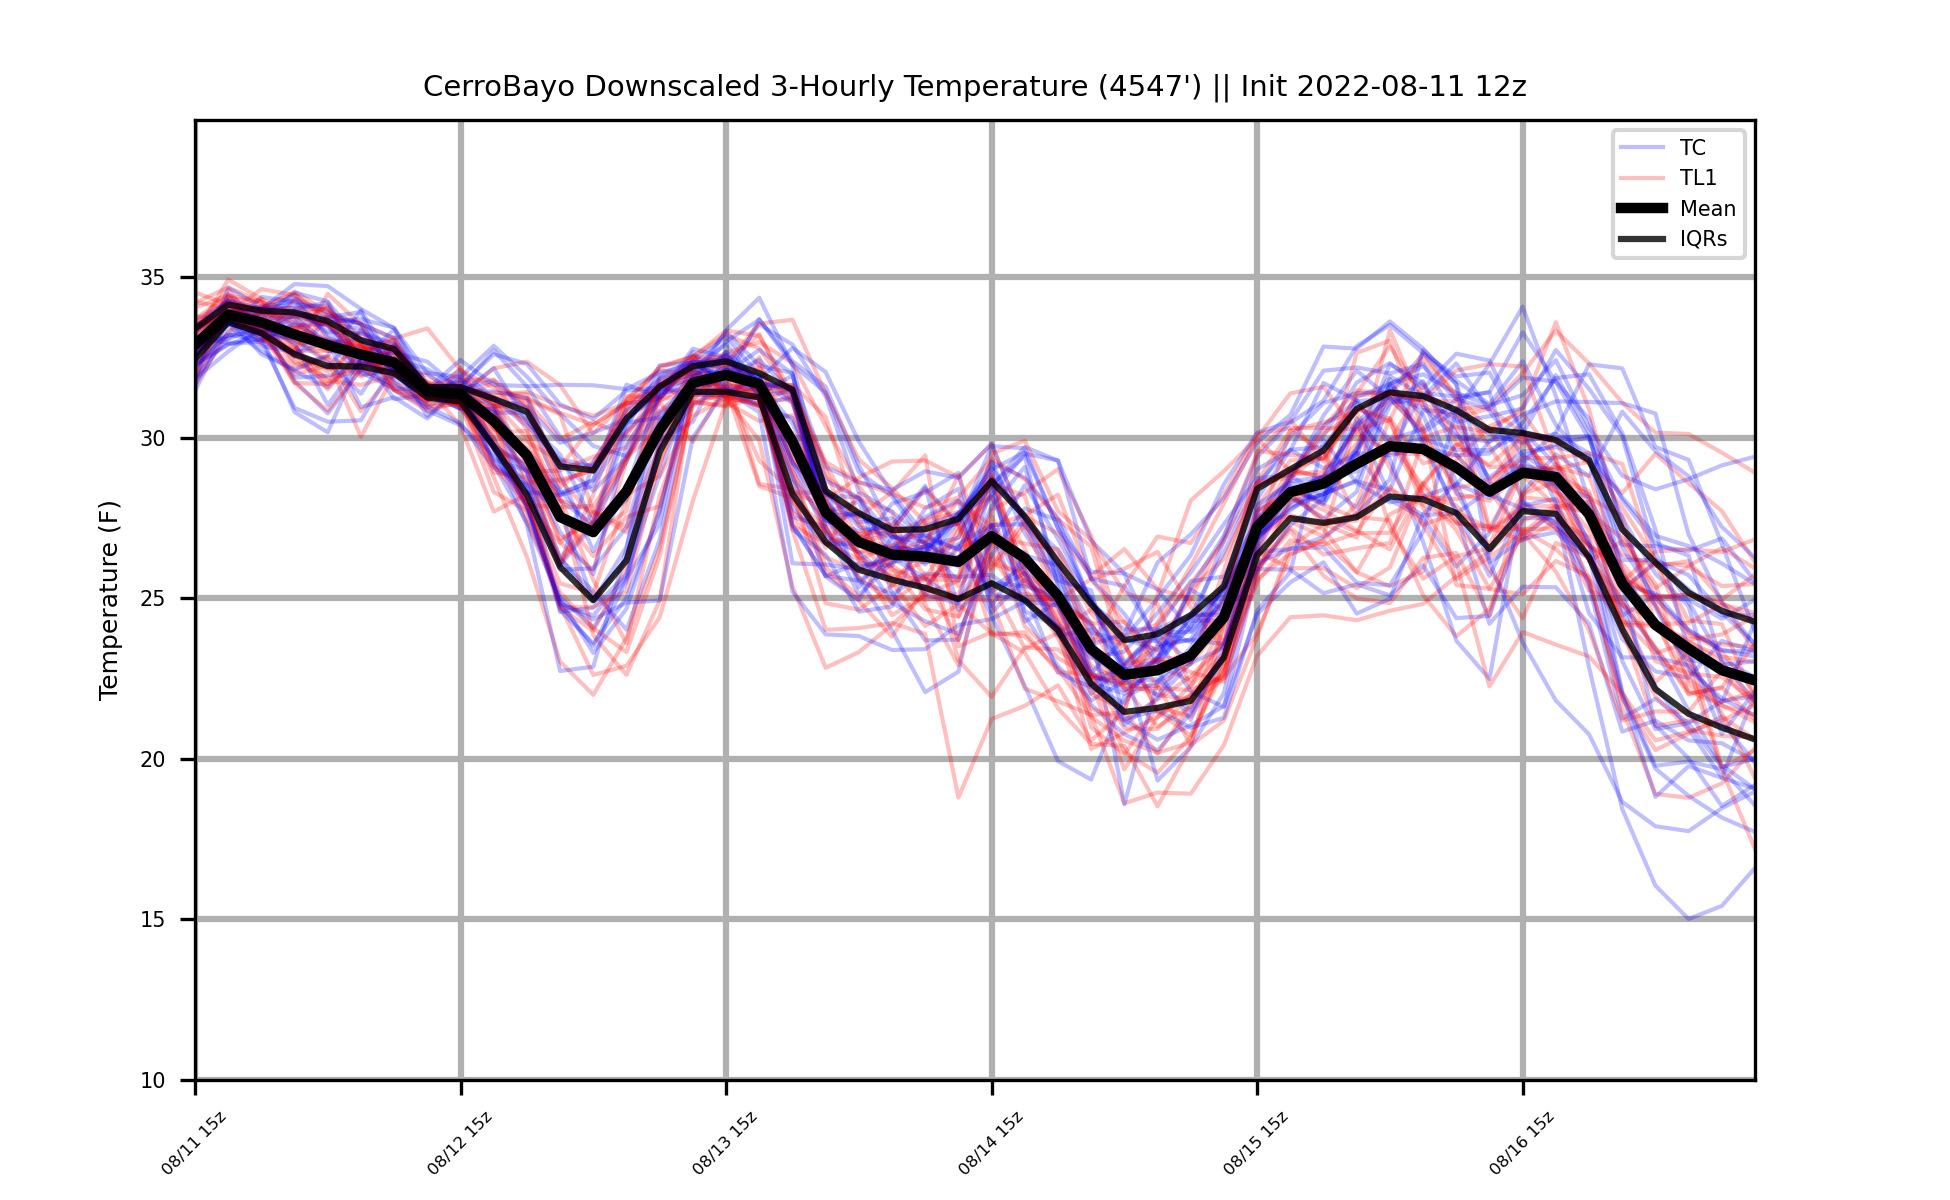 CerroBayo Downscaled 3-Hourly Temperature (4547') || Init 2022-08-11 12z
TC
TL1
Mean
IQRs
Temperature (F)
35
30
25
20
15
10
08/11 15z
08/12 15z
08/13 15z
08/14 15z
08/15 15z
08/16 15z